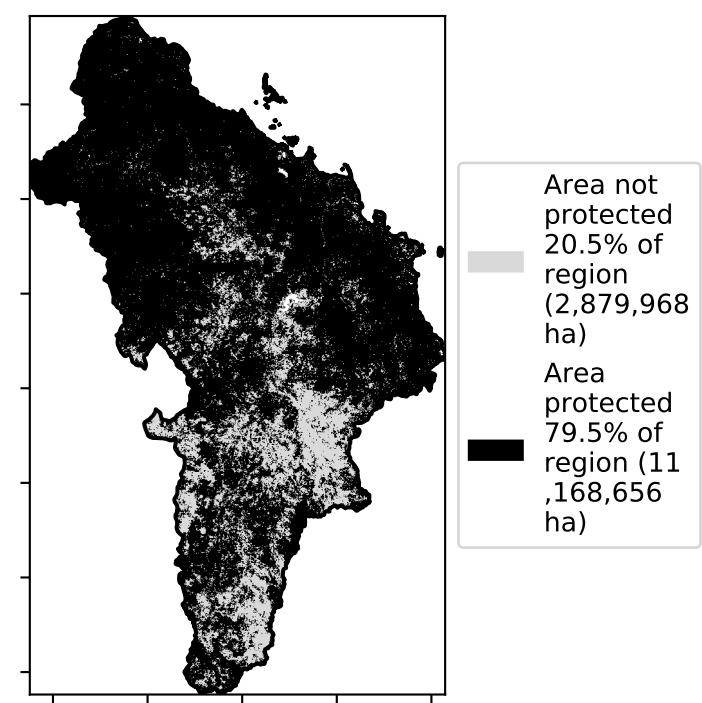 Area not
protected
20.5% of
region
(2,879,968
ha)
Area
protected
79.5% of
region (11
,168,656
ha)